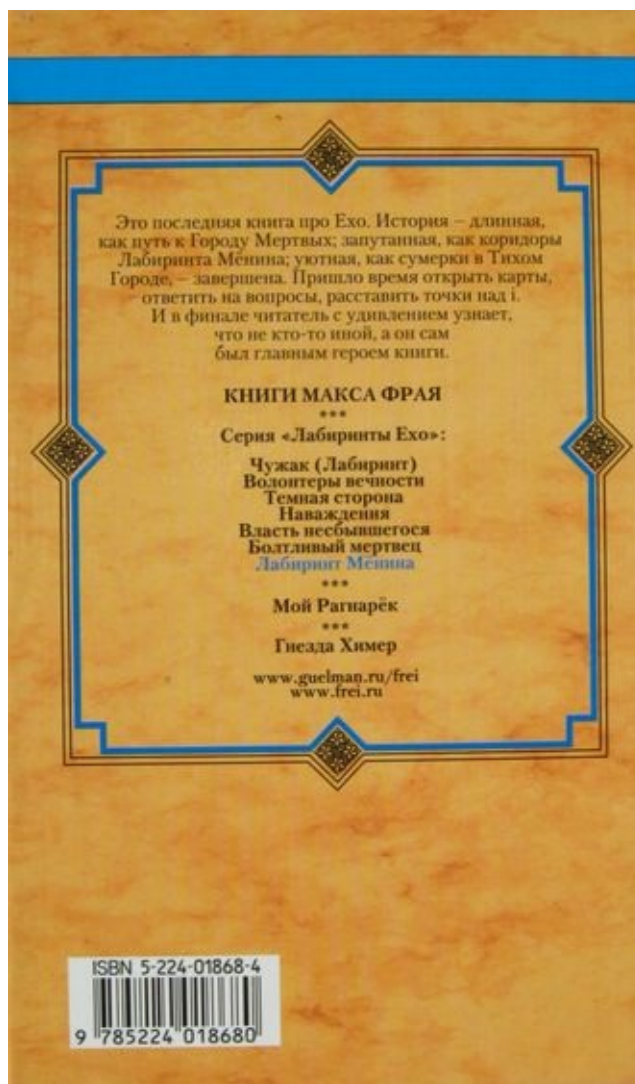 Это последняя книга про Ехо. История – длинная,
как путь к Городу Мертвых; запутанная, как коридоры
Лабиринта Мёнина; уютная, как сумерки в Тихом
Городе, – завершена. Пришло время открыть карты,
ответить на вопросы, расставить точки над i.
И в финале читатель с удивлением узнает,
что не кто-то иной, а он сам
был главным героем книги.
КНИГИ МАКСА ФРАЯ
***
Серия «Лабиринты Ехо»:
Чужак (Лабиринт)
Волонтеры вечности
Темная сторона
Наваждения
Власть несбывшегося
Болтливый мертвец
Лабиринт Мёнина
***
Мой Рагнарёк
***
Гнезда Химер
www.guelman.ru/frei
www.frei.ru
ISBN 5-224-01868-4
9 785224 018680